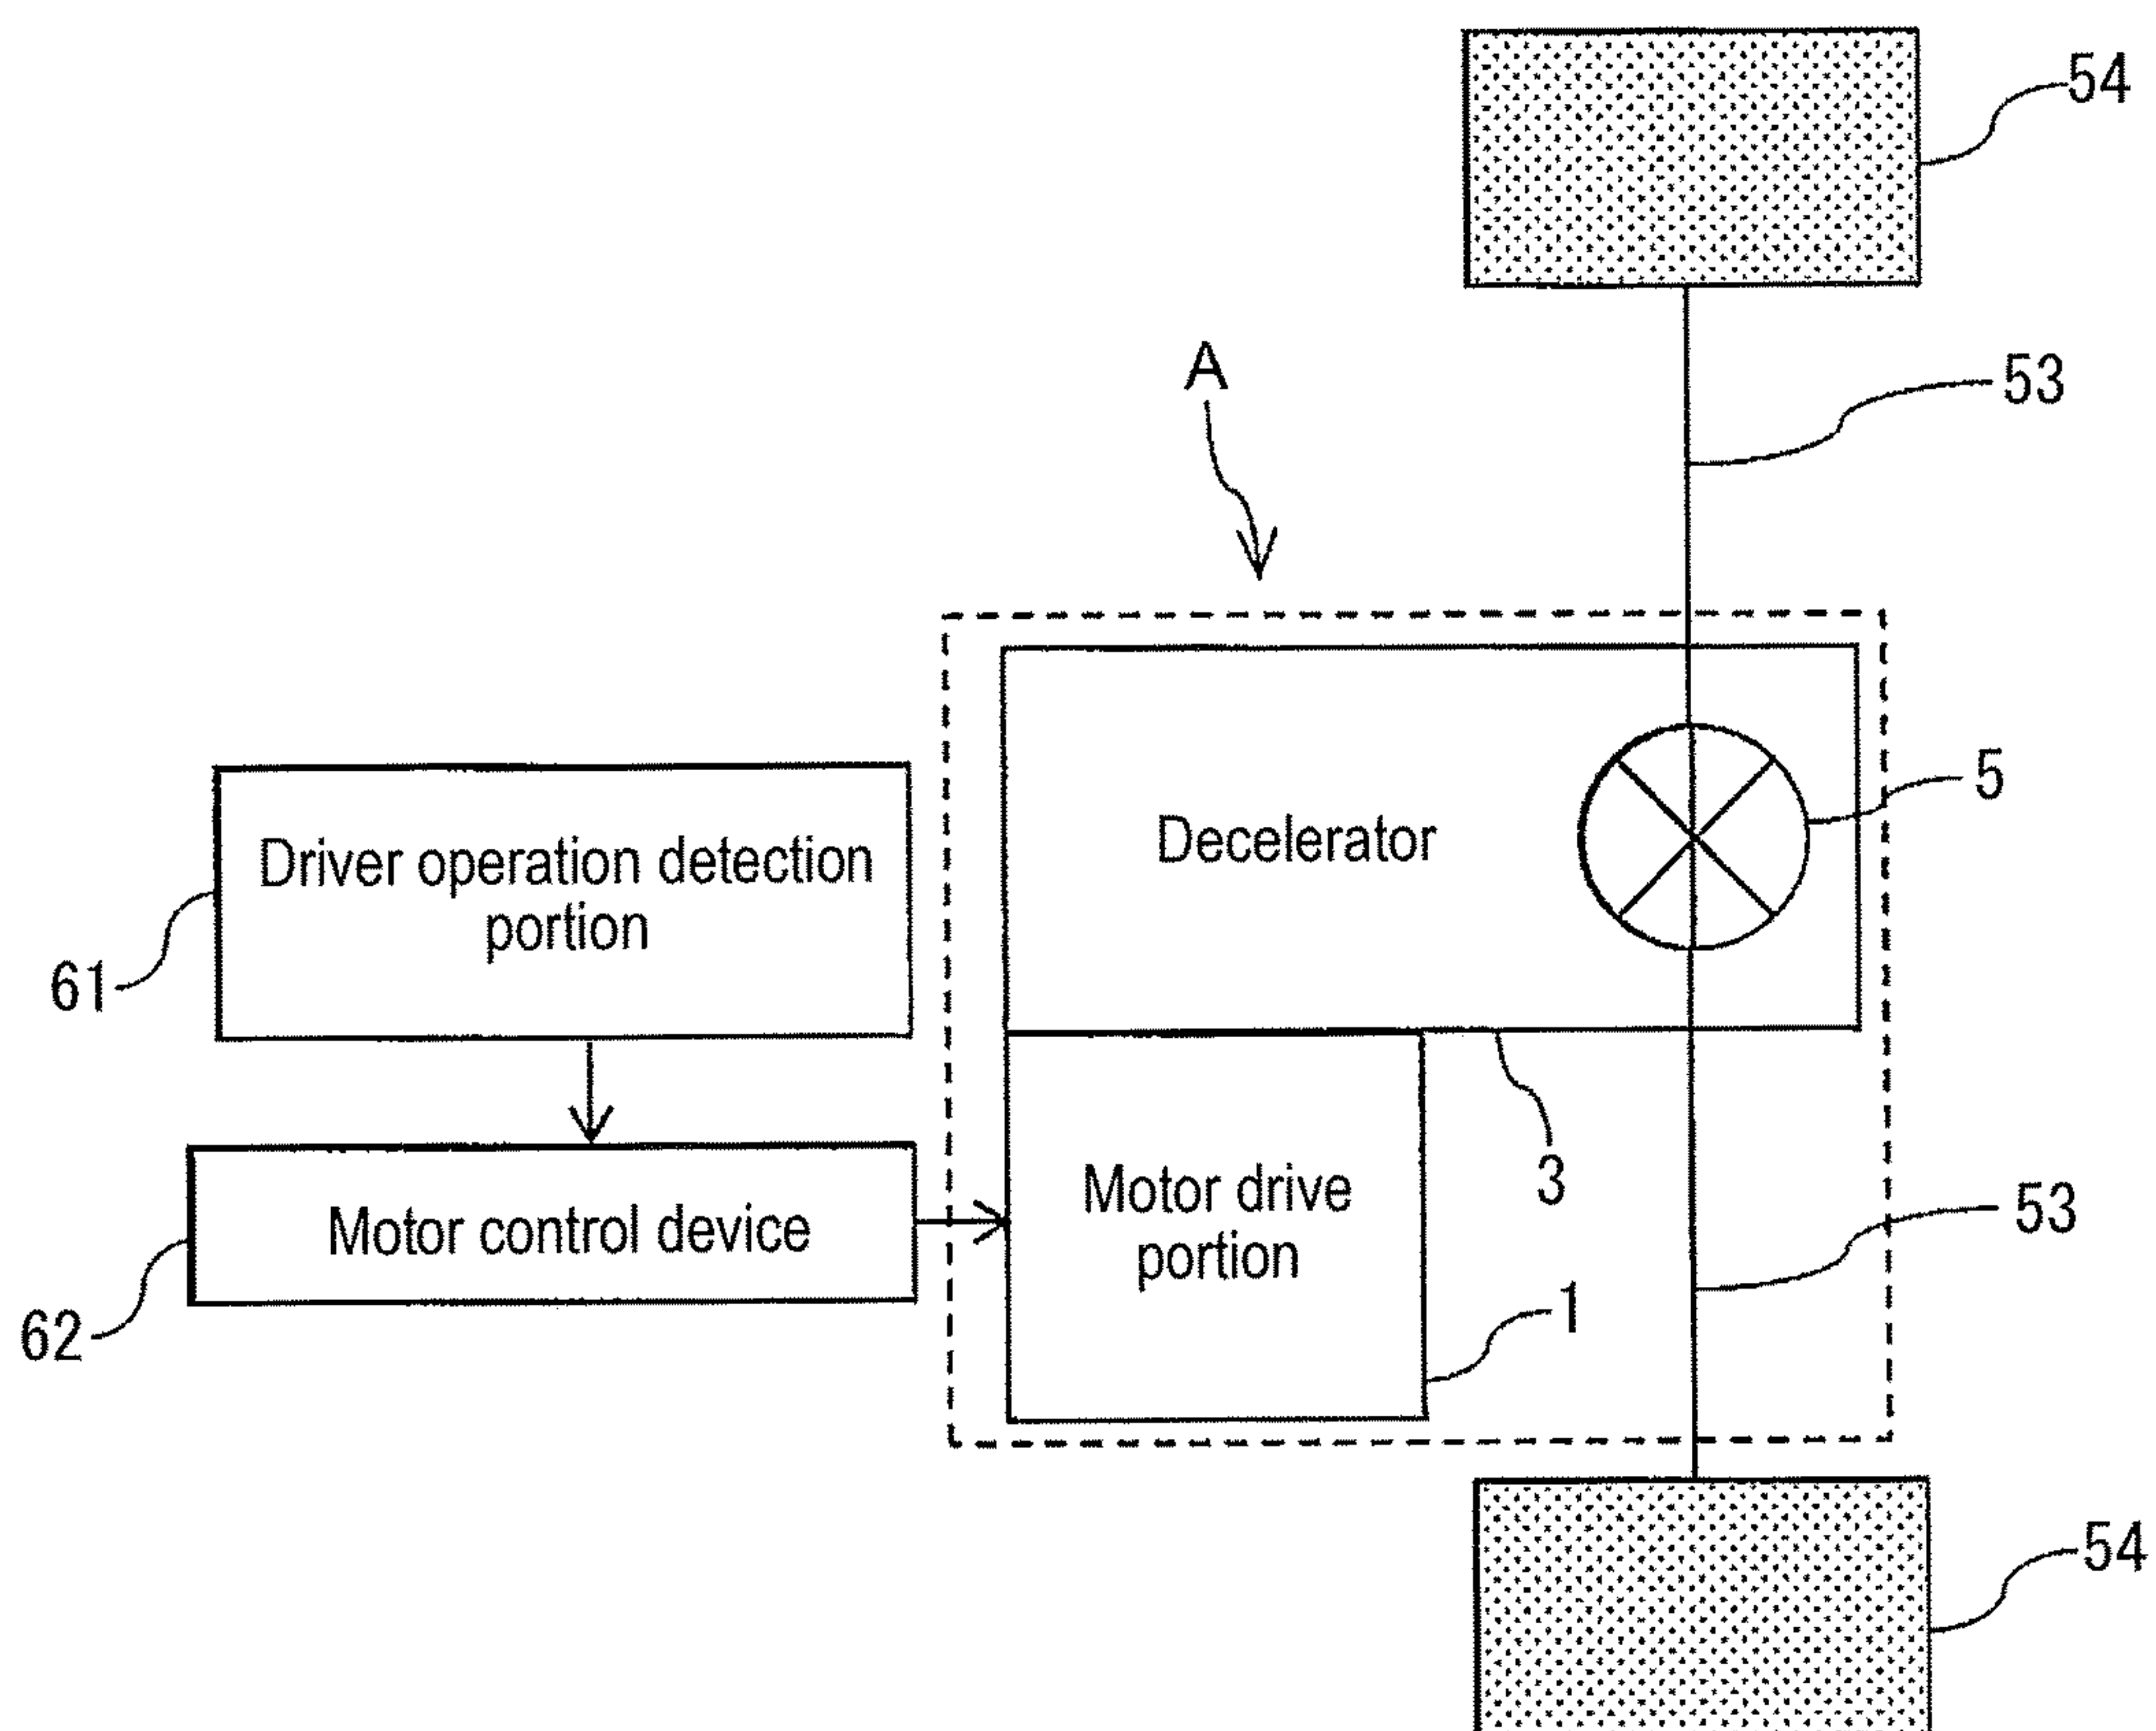 54
53
A
5
Decelerator
Driver operation detection
portion
61
3
Motor drive
portion
53
Motor control device
1
62
54